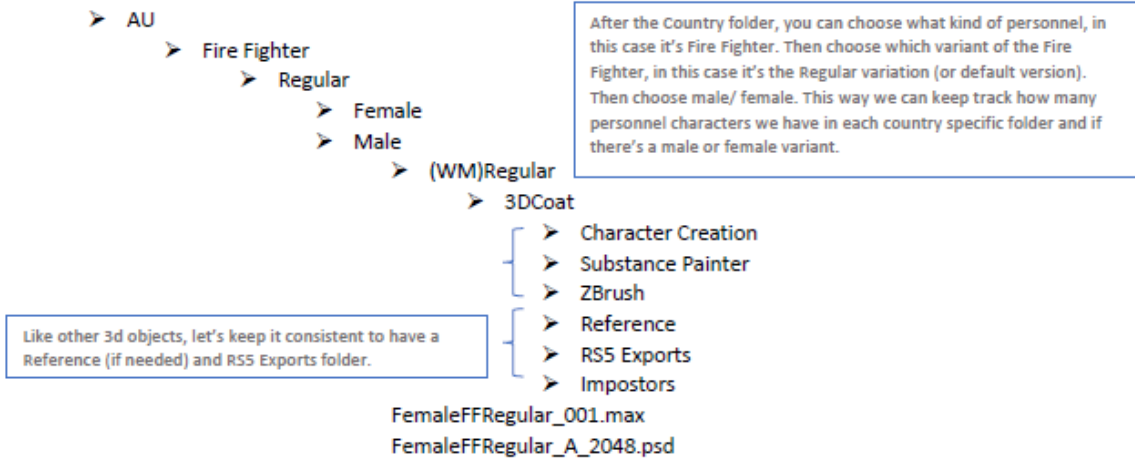 AU
Fire Fighter
Regular
Female
Male
(WM)Regular
3DCoat
Character Creation
Substance Painter
ZBrush
Reference
RS5 Exports
Impostors
FemaleFFRegular_001.max
FemaleFFRegular_A_2048.psd
After the Country folder, you can choose what kind of personnel, in
this case it's Fire Fighter. Then choose which variant of the Fire
Fighter, in this case it's the Regular variation (or default version).
Then choose male/ female. This way we can keep track how many
personnel characters we have in each country specific folder and if
there's a male or female variant.
Like other 3d objects, let's keep it consistent to have a
Reference (if needed) and RS5 Exports folder.